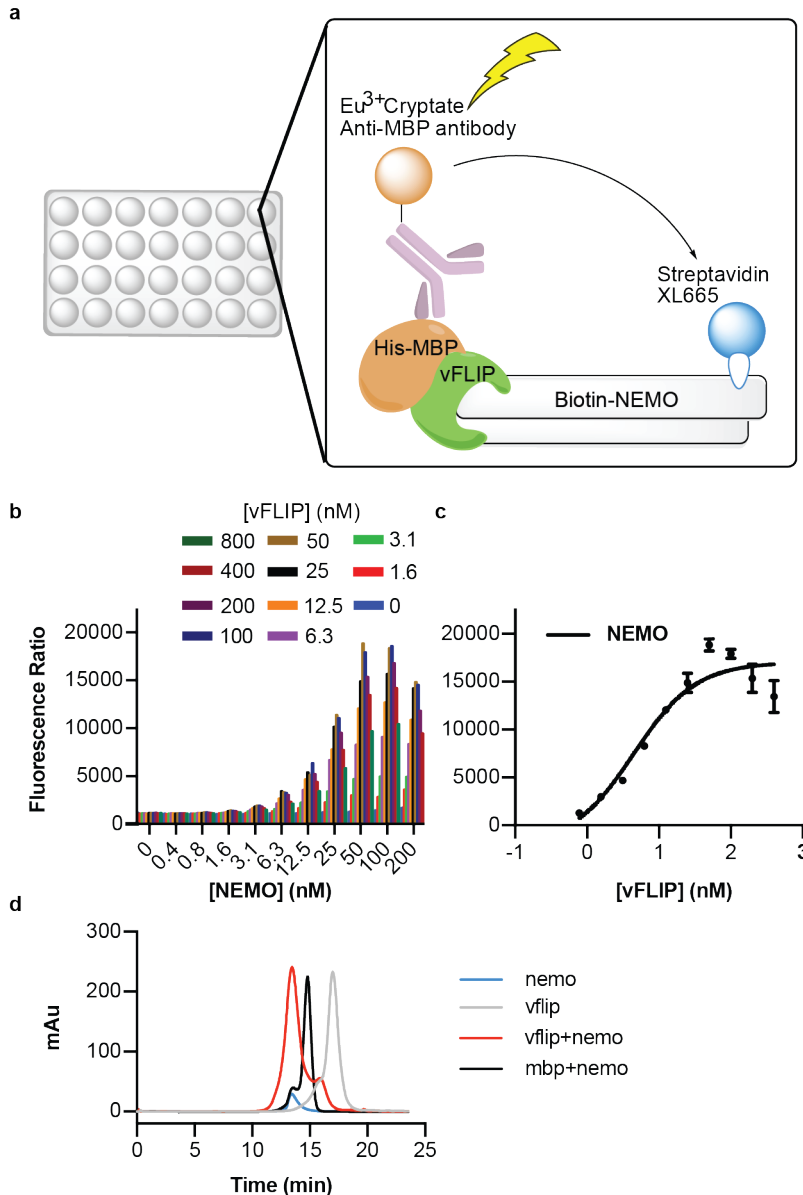 a
Eu3+Cryptate
Anti-MBP antibody
Streptavidin
XL665
His-MBP
vFLIP
Biotin-NEMO
b
[vFLIP] (nM)
800
50
3.1
400
25
1.6
200
12.5
0
100
6.3
Fluorescence Ratio
20000
15000
10000
5000
0
0
0.4
0.8
1.6
3.1
6.3
12.5
25
50
100
200
[NEMO] (nM)
c
NEMO
20000
15000
10000
5000
0
-1
0
1
2
3
[vFLIP] (nM)
d
mAu
300
200
100
0
0
5
10
15
20
25
Time (min)
nemo
vflip
vflip+nemo
mbp+nemo